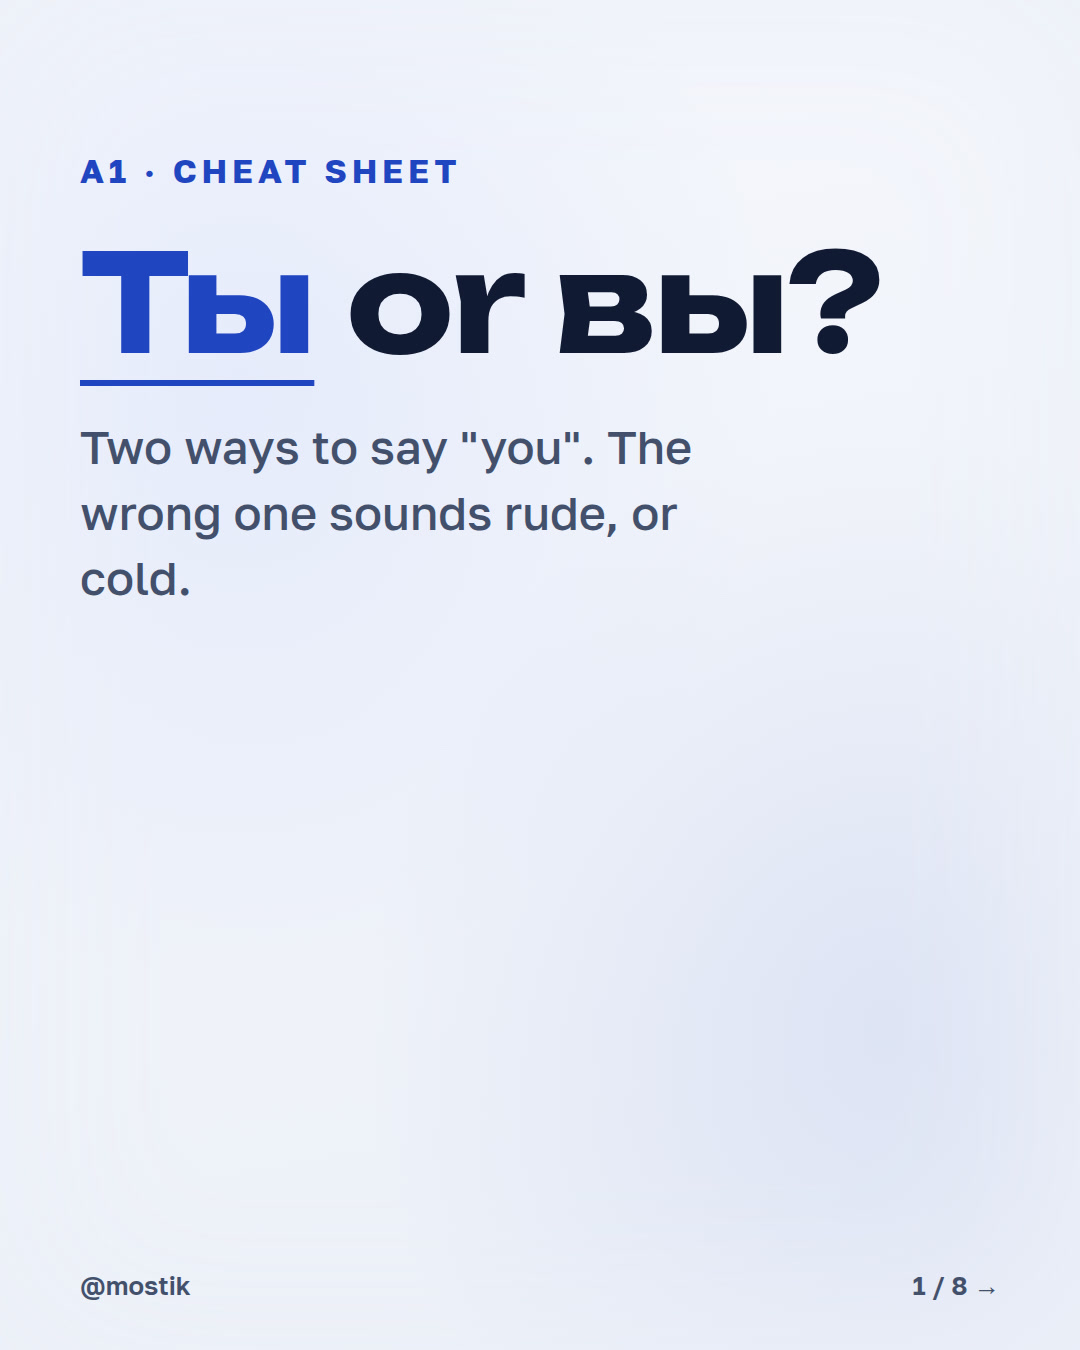 A1 · CHEAT SHEET
Ты or вы?
Two ways to say "you". The
wrong one sounds rude, or
cold.
@mostik
1 / 8 →